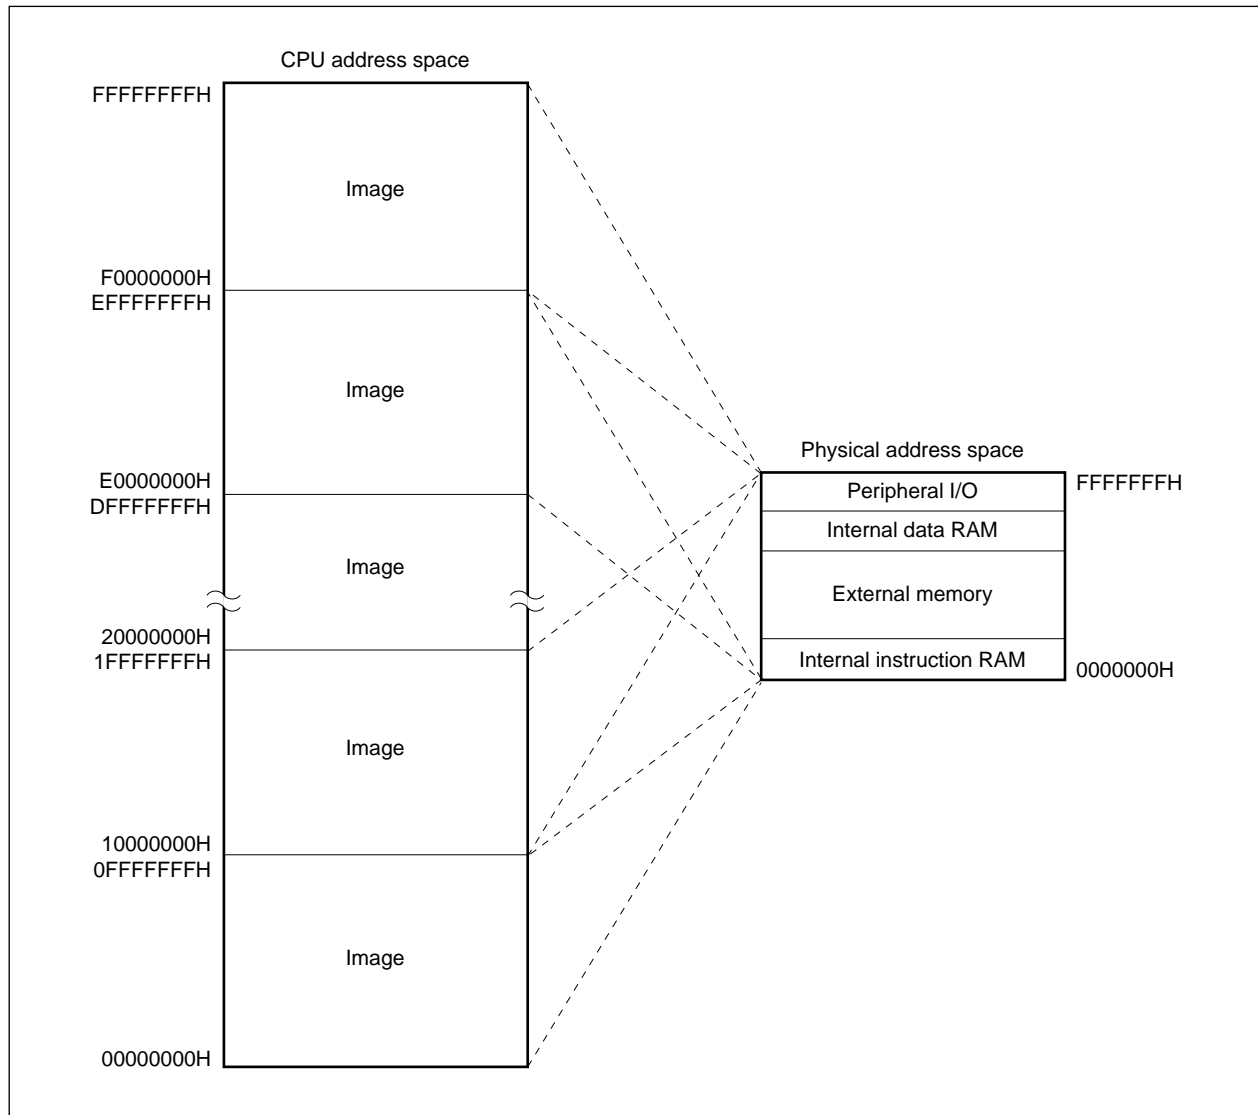 CPU address space
FFFFFFFFH
Image
F0000000H
EFFFFFFFH
Image
E0000000H
DFFFFFFFH
Image
20000000H
1FFFFFFFH
Image
10000000H
0FFFFFFFH
Image
00000000H
Physical address space
Peripheral I/O
FFFFFFFH
Internal data RAM
External memory
Internal instruction RAM
0000000H